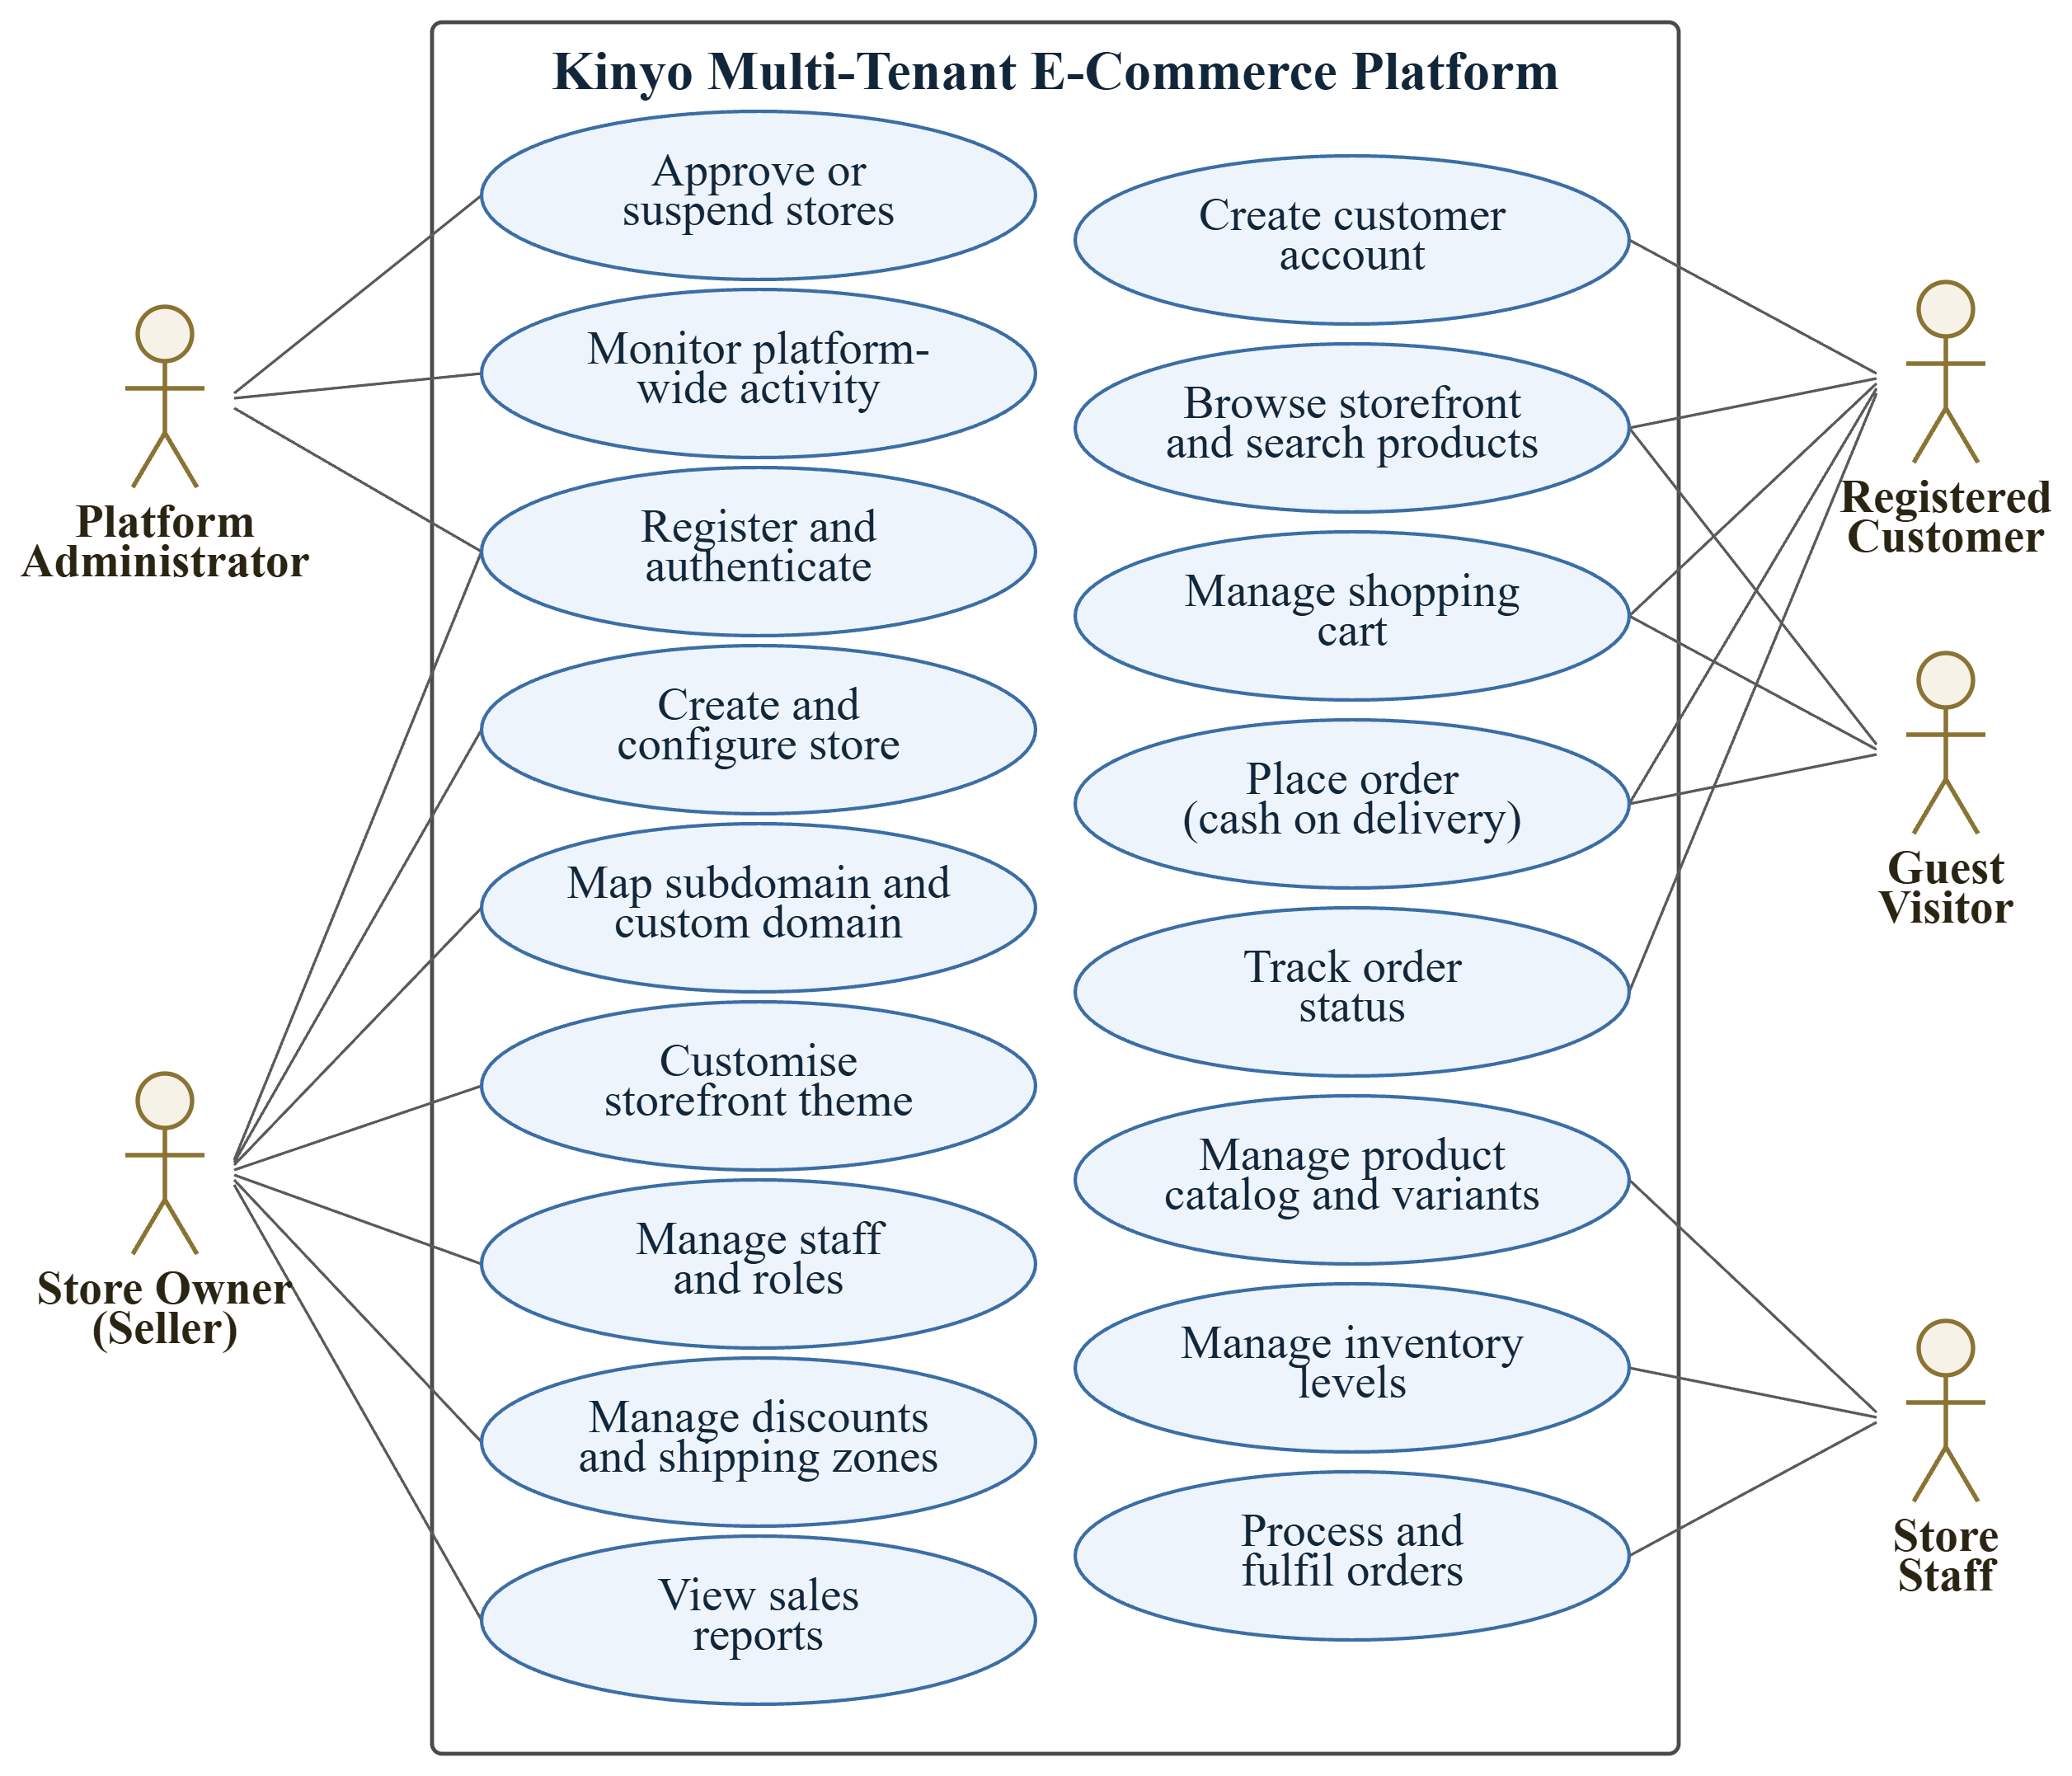 Kinyo Multi-Tenant E-Commerce Platform
Approve or
suspend stores
Monitor platform-
wide activity
Register and
authenticate
Create and
configure store
Map subdomain and
custom domain
Customise
storefront theme
Manage staff
and roles
Manage discounts
and shipping zones
View sales
reports
Create customer
account
Browse storefront
and search products
Manage shopping
cart
Place order
(cash on delivery)
Track order
status
Manage product
catalog and variants
Manage inventory
levels
Process and
fulfil orders
Platform
Administrator
Store Owner
(Seller)
Registered
Customer
Guest
Visitor
Store
Staff